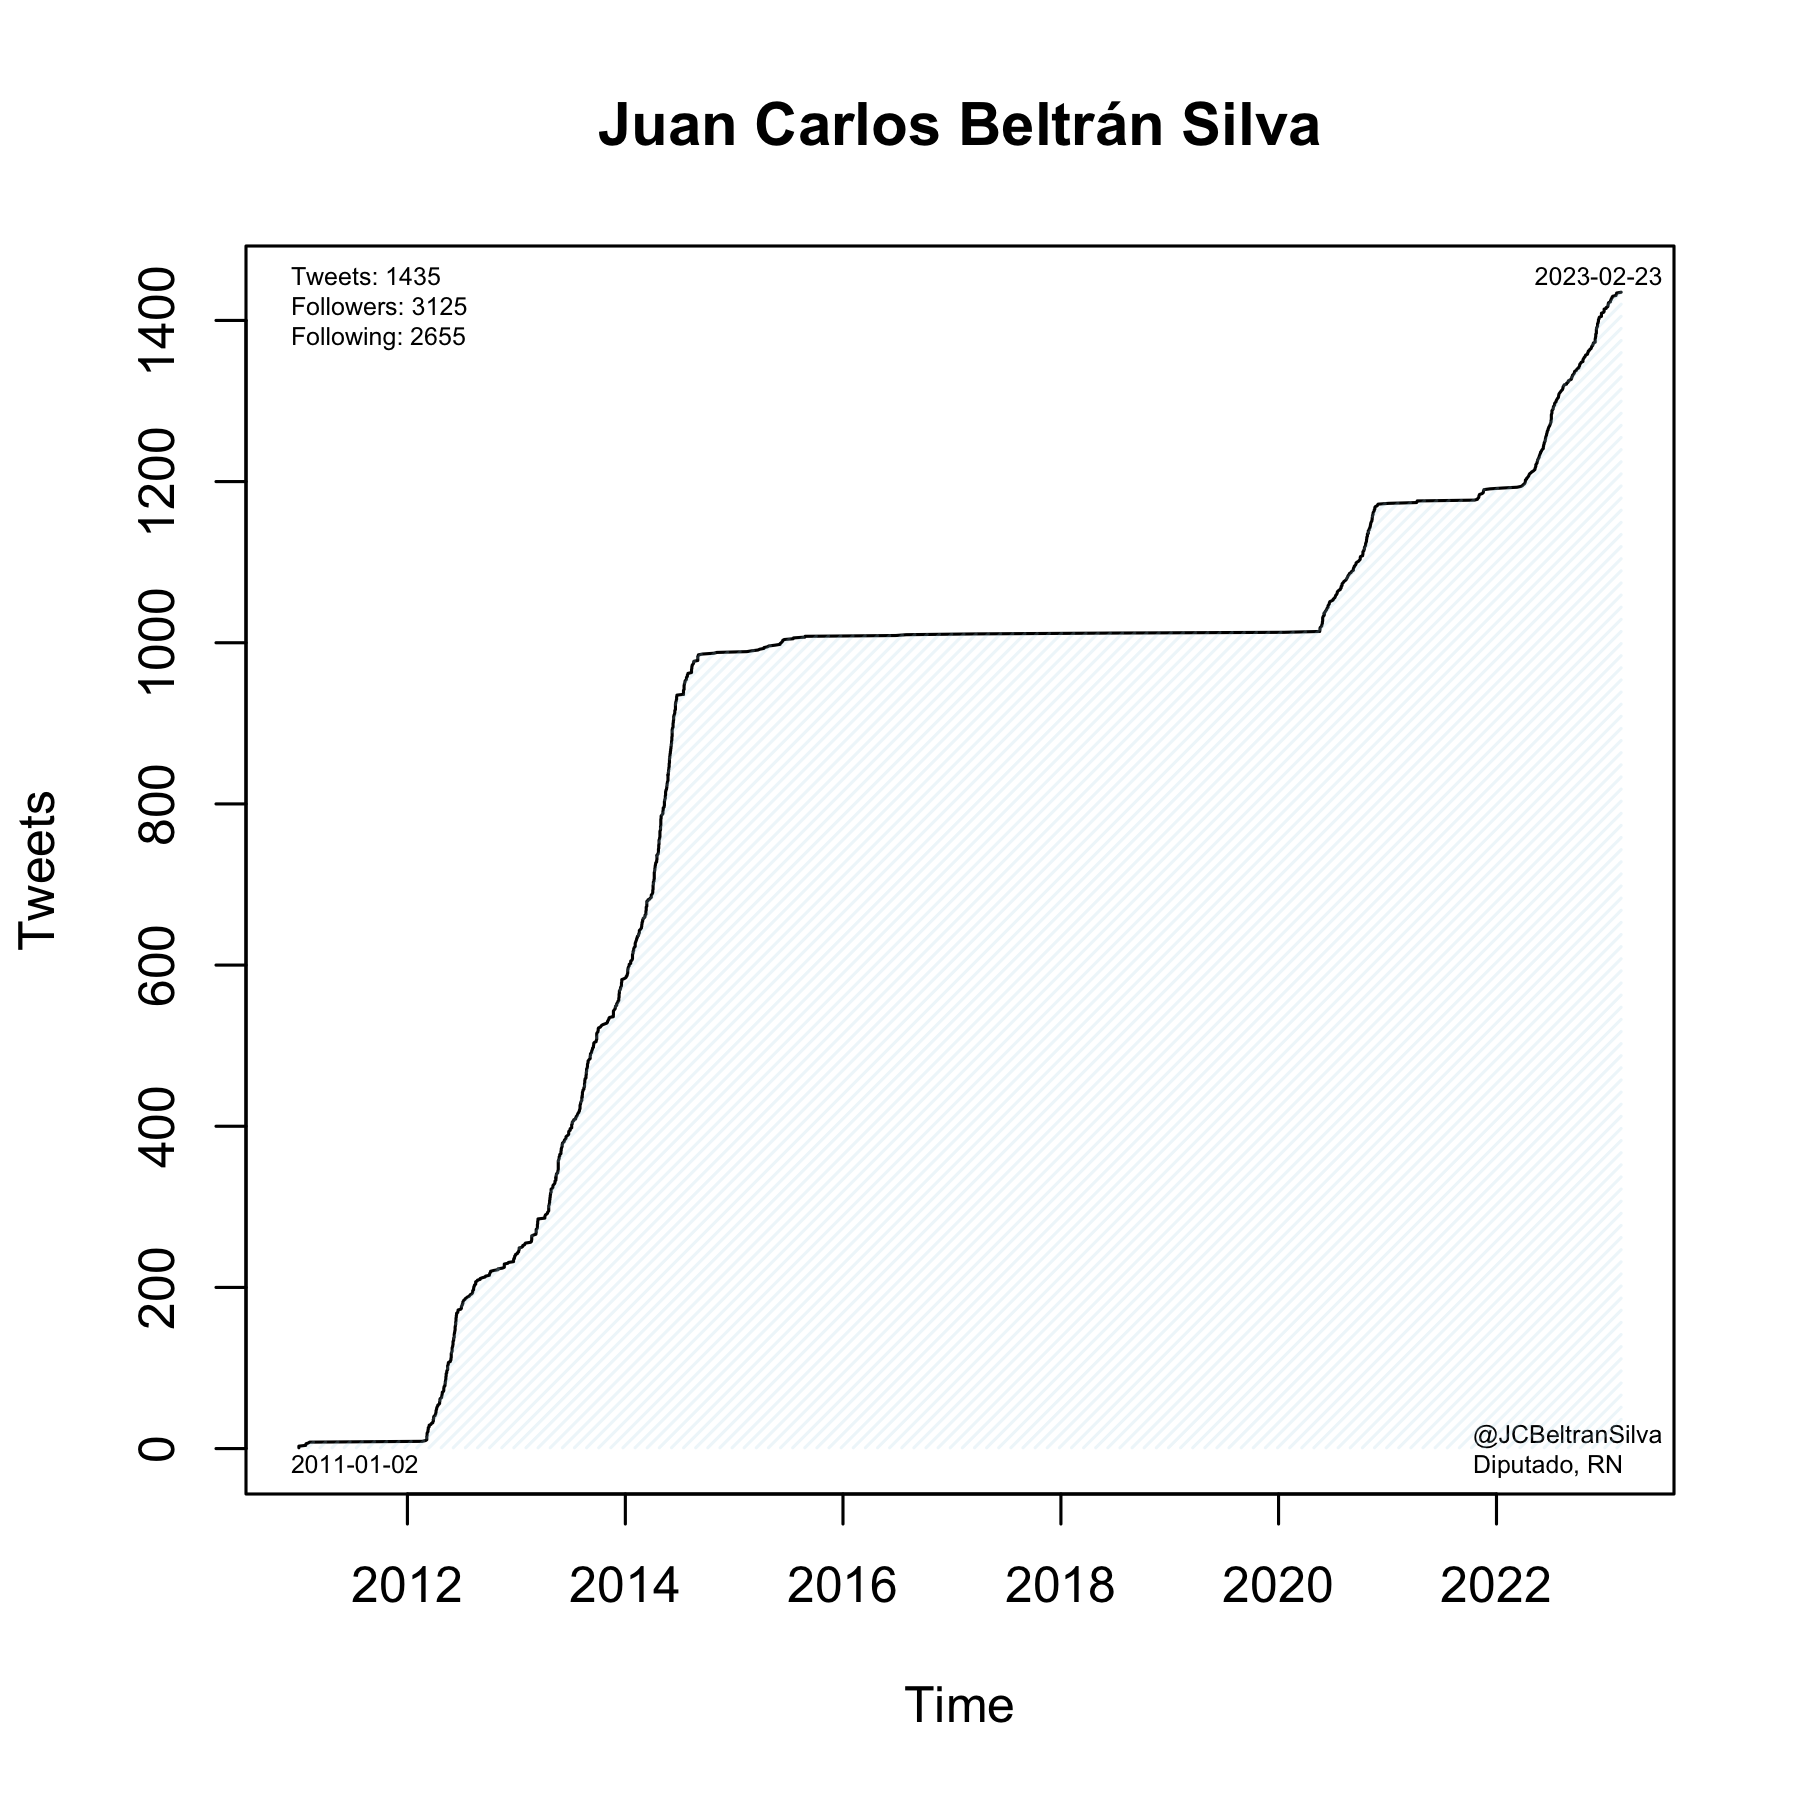 Juan Carlos Beltrán Silva
Tweets: 1435
Followers: 3125
Following: 2655
2023-02-23
Tweets
1400
1200
1000
800
600
400
200
0
@JCBeltranSilva
Diputado, RN
2011-01-02
2012 2014 2016 2018 2020 2022
Time